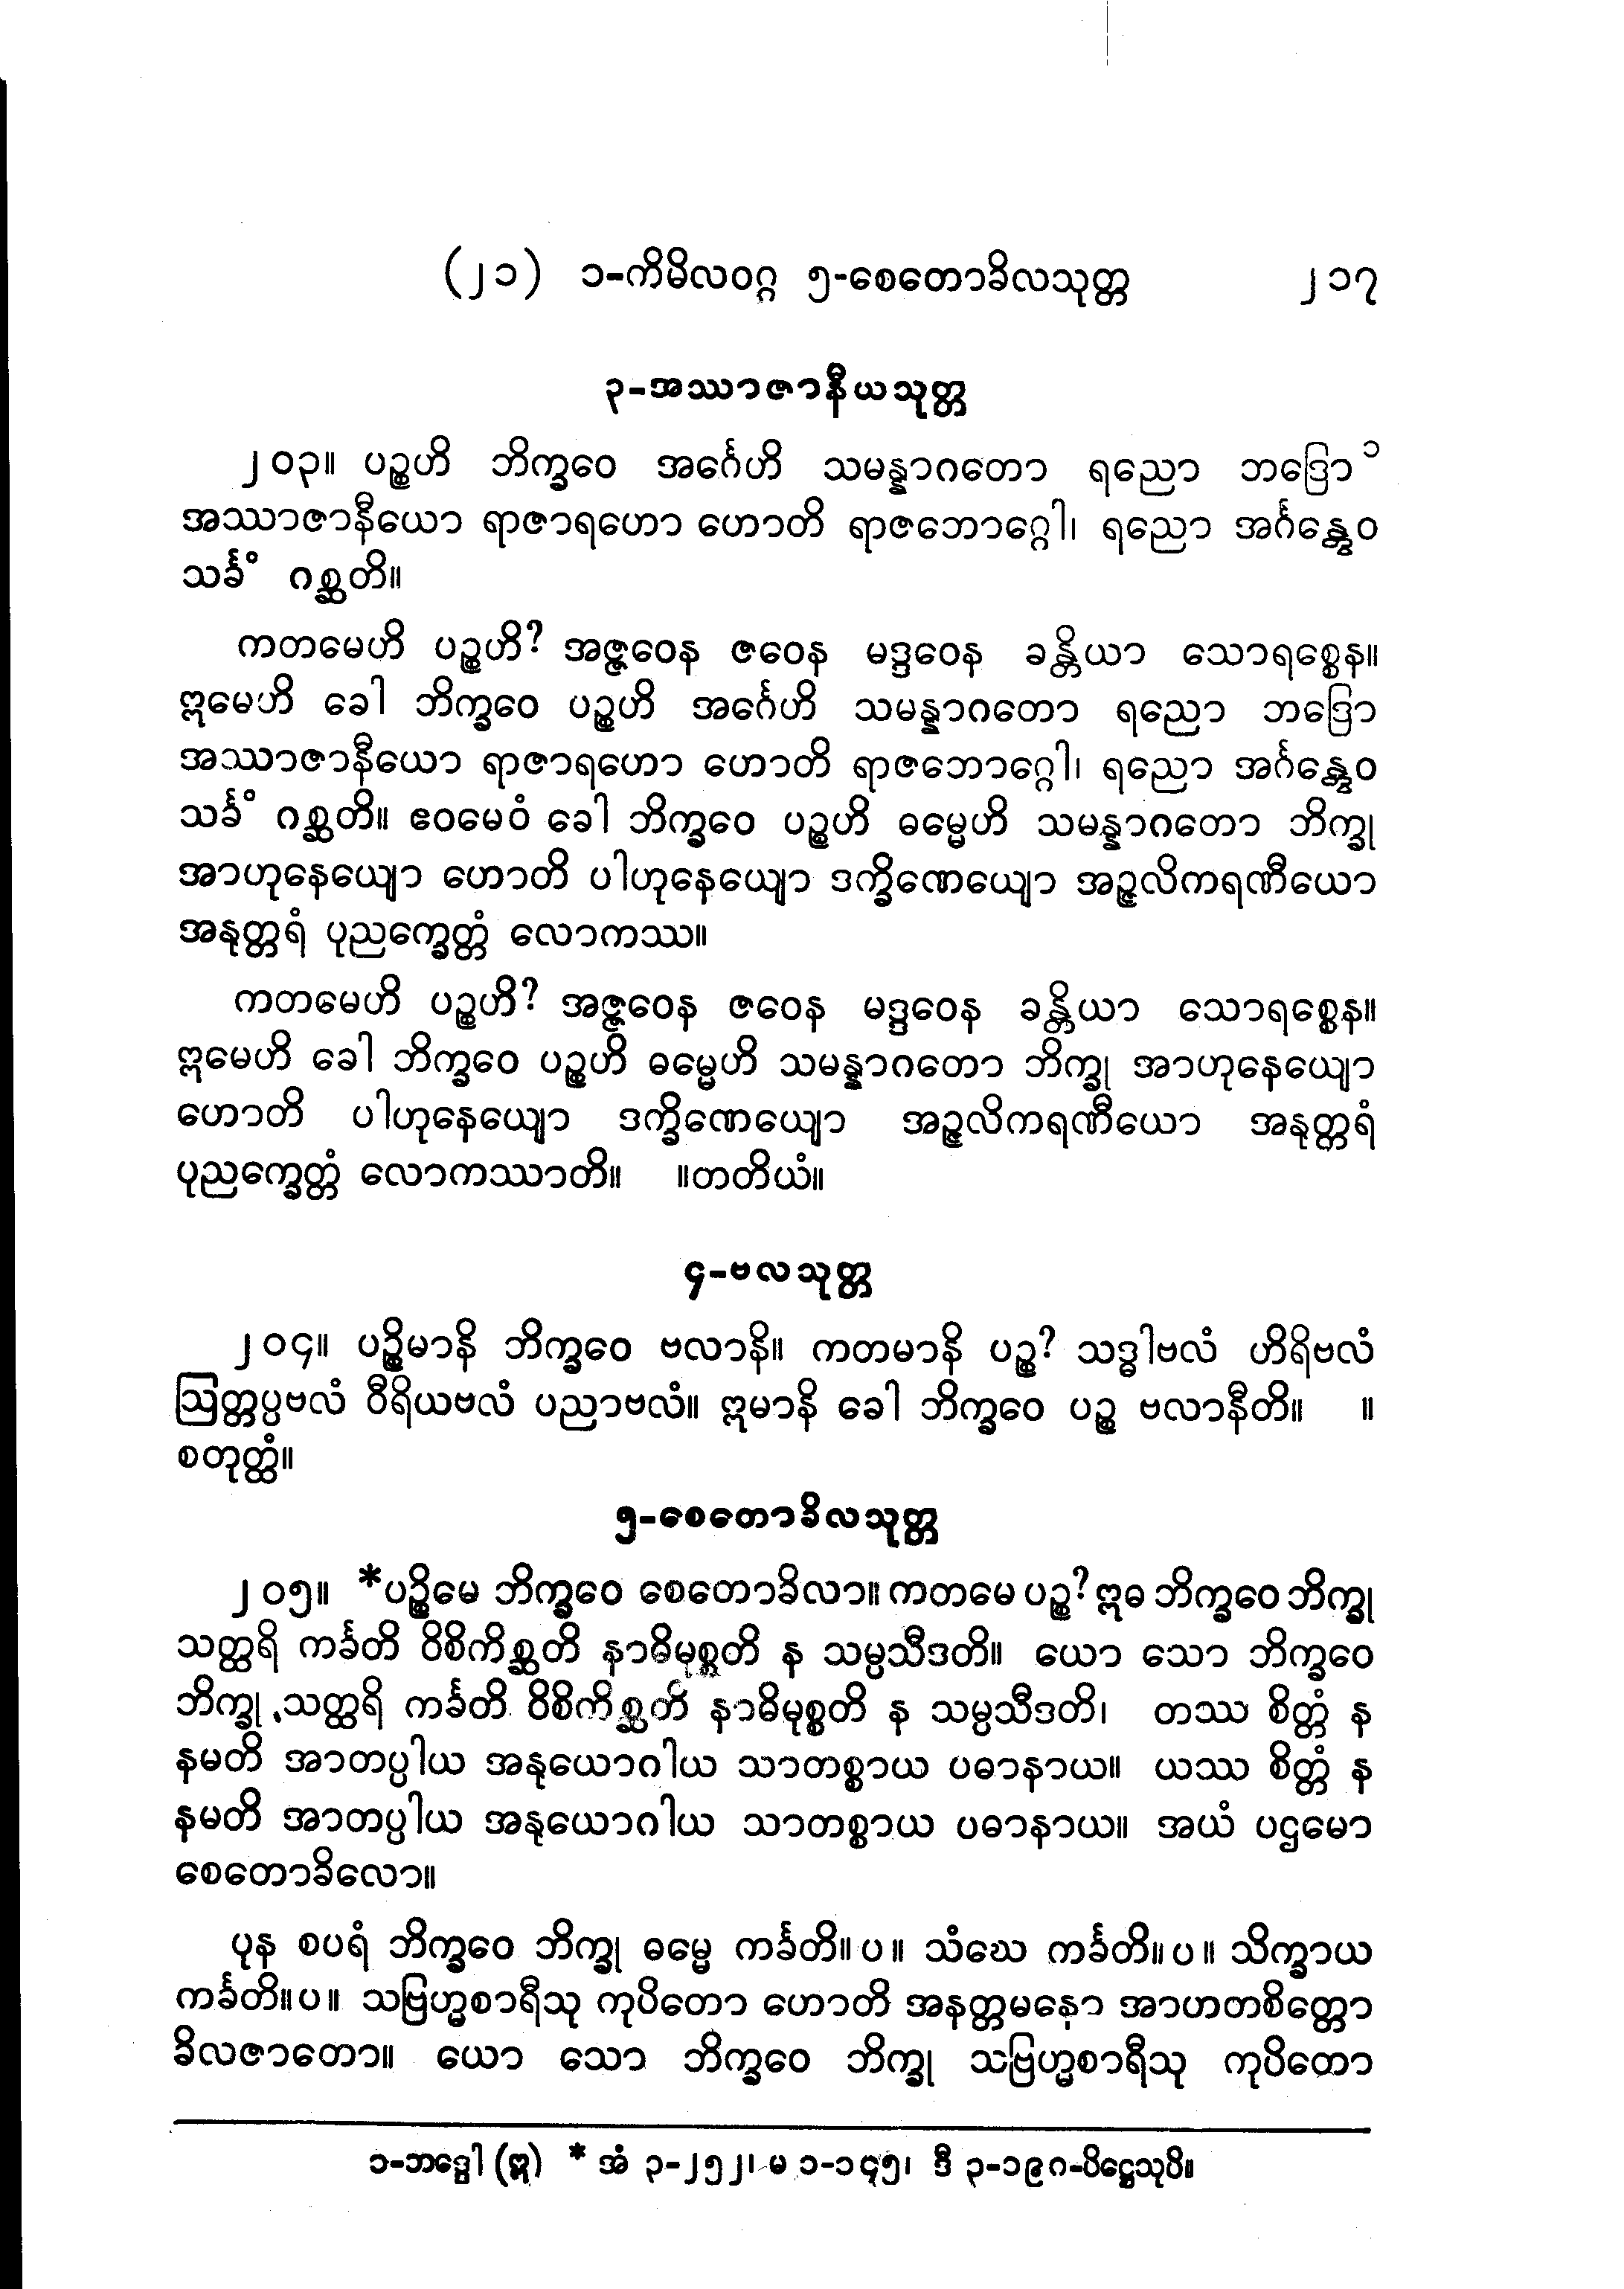 (၂၁) ၁-ကိမိလဝဂ္ဂ ၅-စေတောခိလသုတ္တ ၂၁၇
၃-အဿာဇာနီယသုတ္တ
၂၀၃။ ပဉ္စဟိ ဘိက္ခဝေ အင်္ဂေဟိ သမန္နာဂတော ရညော ဘဒြော ၁
အဿာဇာနီယော ရာဇာရဟော ဟောတိ ရာဇဘောဂ္ဂေါ၊ ရညော အင်္ဂန္တွေဝ
သင်္ခံ ဂစ္ဆတိ။
ကတမေဟိ ပဉ္စဟိ? အဇ္ဇဝေန ဇဝေန မဒ္ဒဝေန ခန္တိယာ သောရစ္စေန။
ဣမေဟိ ခေါ ဘိက္ခဝေ ပဉ္စဟိ အင်္ဂေဟိ သမန္နာဂတော ရညော ဘဒြော
အဿာဇာနီယော ရာဇာရဟော ဟောတိ ရာဇဘောဂ္ဂေါ၊ ရညော အင်္ဂန္တွေဝ
သင်္ခံ ဂစ္ဆတိ။ ဧဝမေဝံ ခေါ ဘိက္ခဝေ ပဉ္စဟိ ဓမ္မေဟိ သမန္နာဂတော ဘိက္ခု
အာဟုနေယျော ဟောတိ ပါဟုနေယျော ဒက္ခိဏေယျော အဉ္ဇလိကရဏီယော
အနုတ္တရံ ပုညက္ခေတ္တံ လောကဿ။
ကတမေဟိ ပဉ္စဟိ? အဇ္ဇဝေန ဇဝေန မဒ္ဒဝေန ခန္တိယာ သောရစ္စေန။
ဣမေဟိ ခေါ ဘိက္ခဝေ ပဉ္စဟိ ဓမ္မေဟိ သမန္နာဂတော ဘိက္ခု အာဟုနေယျော
ဟောတိ ပါဟုနေယျော ဒက္ခိဏေယျော အဉ္ဇလိကရဏီယော အနုတ္တရံ
ပုညက္ခေတ္တံ လောကဿာတိ။ ။တတိယံ။
၄-ဗလသုတ္တ
၂၀၄။ ပဉ္စိမာနိ ဘိက္ခဝေ ဗလာနိ။ ကတမာနိ ပဉ္စ? သဒ္ဓါဗလံ ဟိရိဗလံ
ဩတ္တပ္ပဗလံ ဝီရိယဗလံ ပညာဗလံ။ ဣမာနိ ခေါ ဘိက္ခဝေ ပဉ္စ ဗလာနီတိ။ ။
စတုတ္ထံ။
၅-စေတောခိလသုတ္တ
၂၀၅။ *ပဉ္စိမေ ဘိက္ခဝေ စေတောခိလာ။ ကတမေ ပဉ္စ? ဣဓ ဘိက္ခဝေ ဘိက္ခု
သတ္ထရိ ကင်္ခတိ ဝိစိကိစ္ဆတိ နာဓိမုစ္စတိ န သမ္ပသီဒတိ။ ယော သော ဘိက္ခဝေ
ဘိက္ခု သတ္ထရိ ကင်္ခတိ ဝိစိကိစ္ဆတိ နာဓိမုစ္စတိ န သမ္ပသီဒတိ၊ တဿ စိတ္တံ န
နမတိ အာတပ္ပါယ အနုယောဂါယ သာတစ္စာယ ပဓာနာယ။ ယဿ စိတ္တံ န
နမတိ အာတပ္ပါယ အနုယောဂါယ သာတစ္စာယ ပဓာနာယ။ အယံ ပဌမော
စေတောခိလော။
ပုန စပရံ ဘိက္ခဝေ ဘိက္ခု ဓမ္မေ ကင်္ခတိ။ပ။ သံဃေ ကင်္ခတိ။ပ။ သိက္ခာယ
ကင်္ခတိ။ပ။ သဗြဟ္မစာရီသု ကုပိတော ဟောတိ အနတ္တမနော အာဟတစိတ္တော
ခိလဇာတော။ ယော သော ဘိက္ခဝေ ဘိက္ခု သဗြဟ္မစာရီသု ကုပိတော
၁-ဘဒ္ဒေါ (ဣ) * အံ ၃-၂၅၂၊ မ ၁-၁၄၅၊ ဒီ ၃-၁၉၈-ပိဋ္ဌေသုပိ။